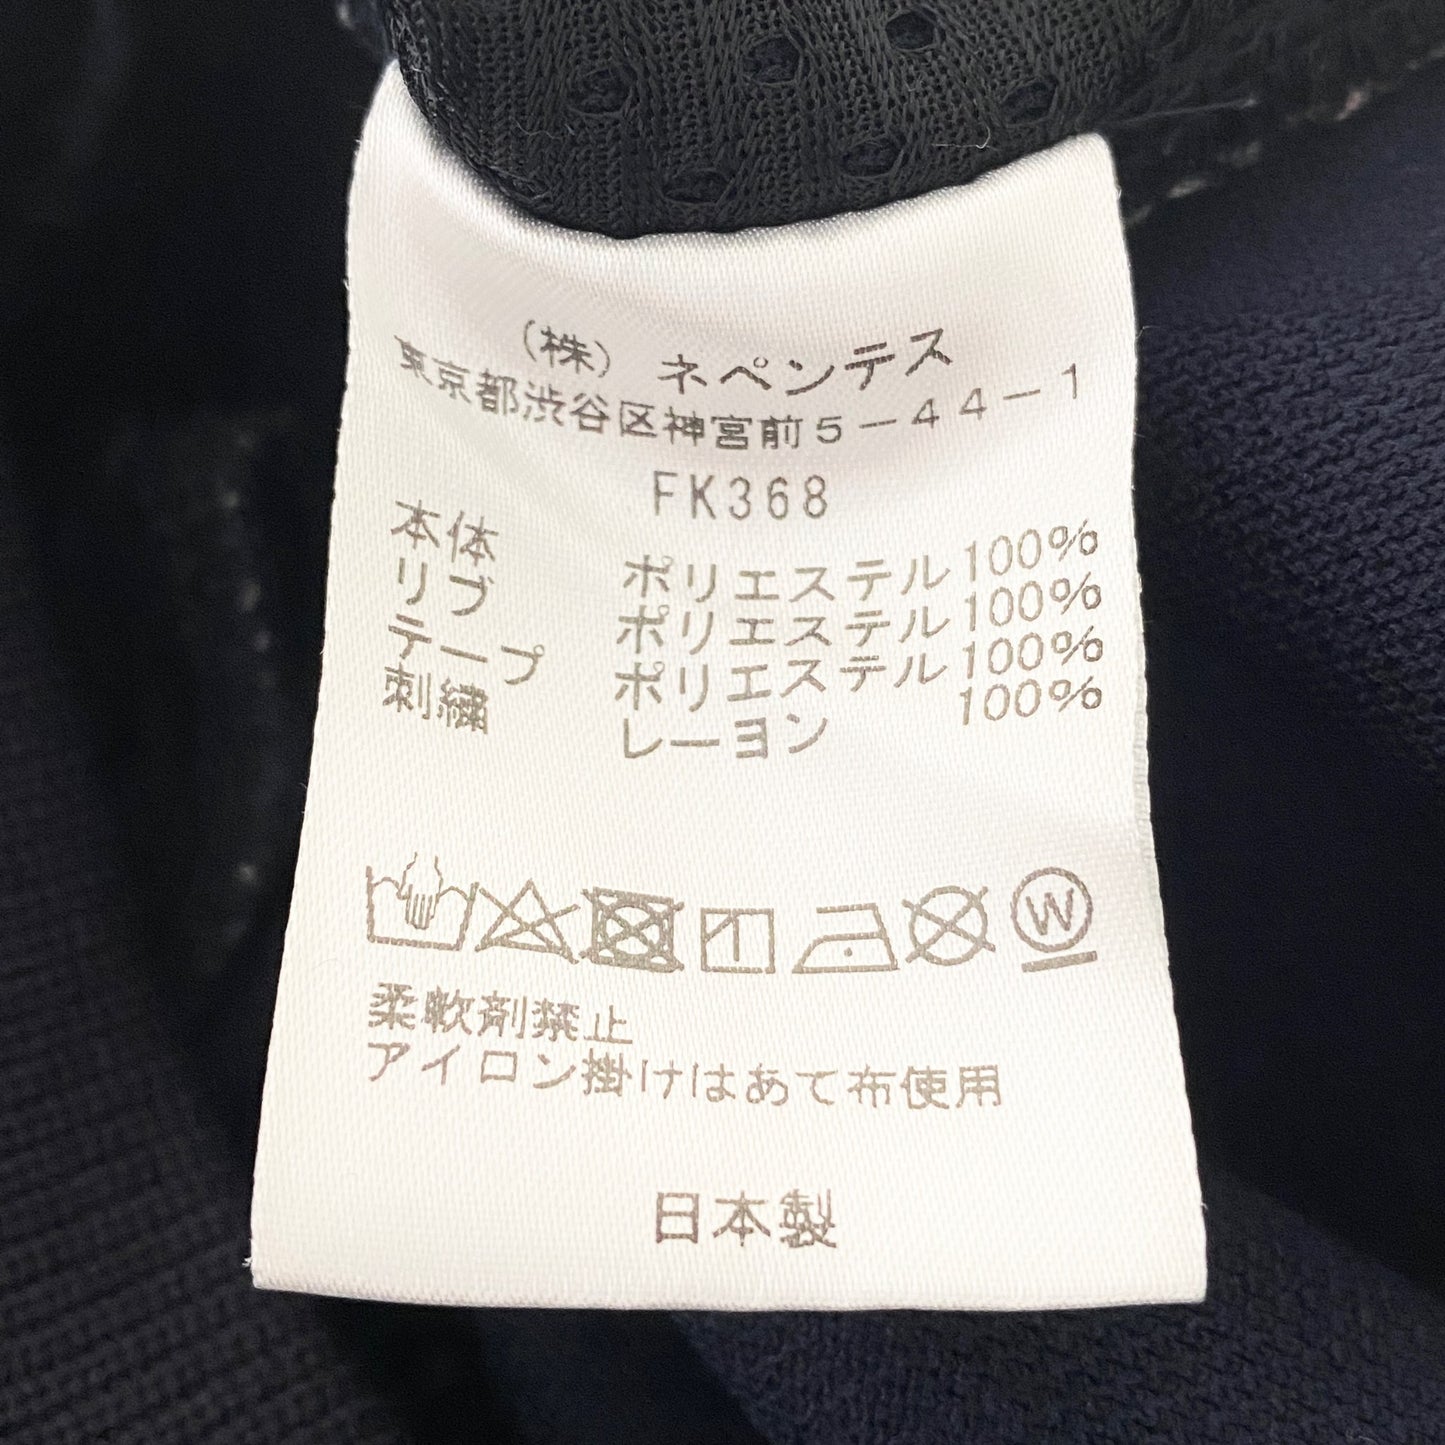 (株) ネペンテス
東京都渋谷区神宮前5-44-1
FK368
本体 ポリエステル100%
リブ ポリエステル100%
テープ ポリエステル100%
刺繍 レーヨン 100%
W
柔軟剤禁止
アイロン掛けはあて布使用
日本製